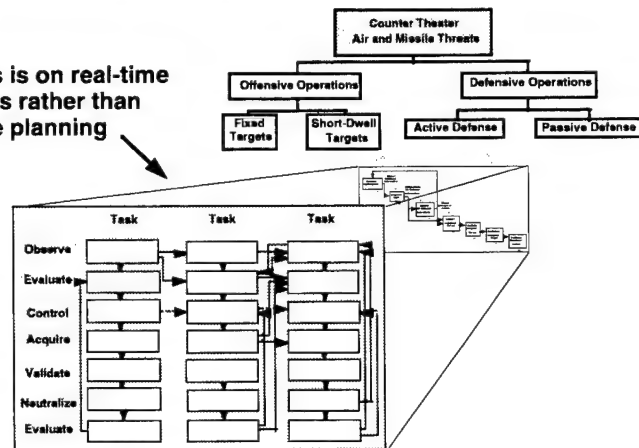 Counter Theater
Air and Missile Threats
s is on real-time
s rather than
e planning
Offensive Operations
Defensive Operations
Fixed
Targets
Short-Dwell
Targets
Active Defense
Passive Defense
Task Task Task
Observe
Evaluate
Control
Acquire
Validate
Neutralize
Evaluate